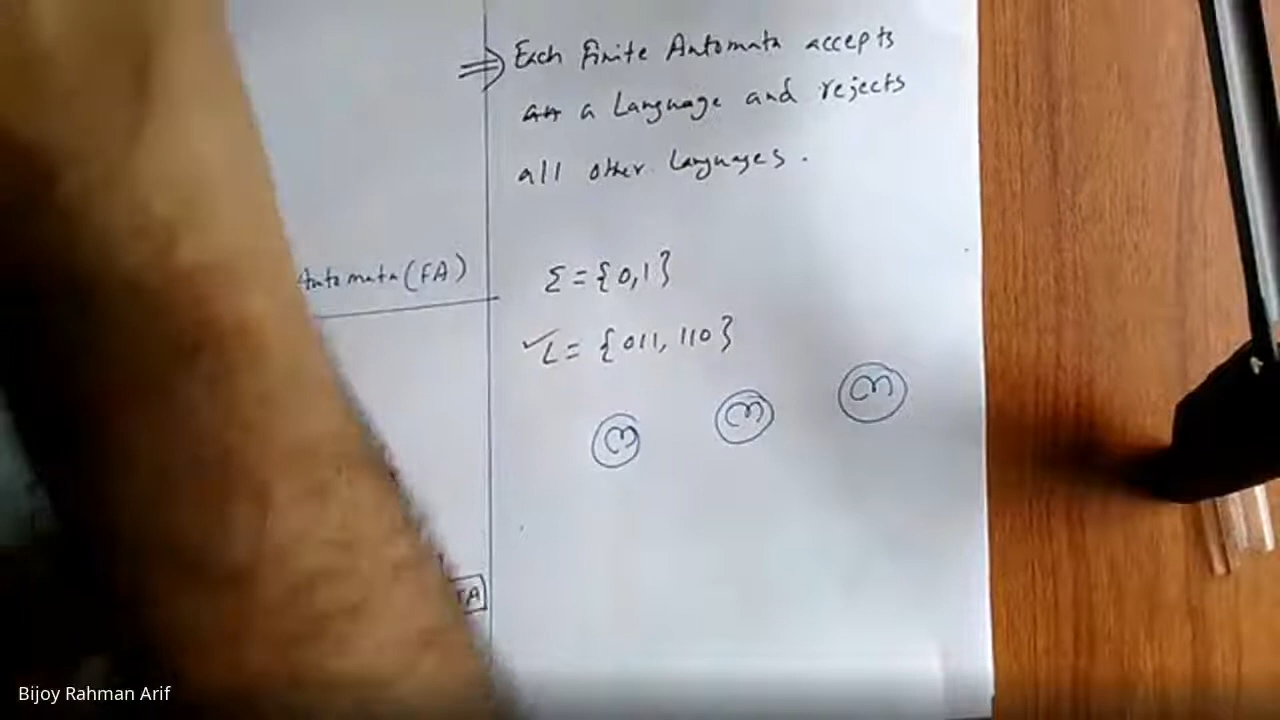 ⇒ Each Finite Automata accepts
a Language and rejects
all other Languages.
Automata (FA)
Σ = {0,1}
✓L = {011, 110}
FA
Bijoy Rahman Arif